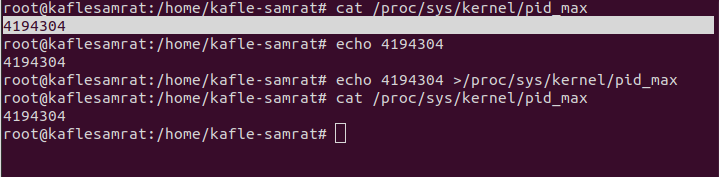 root@kaflesamrat:/home/kafle-samrat# cat /proc/sys/kernel/pid_max
4194304
root@kaflesamrat:/home/kafle-samrat# echo 4194304
4194304
root@kaflesamrat:/home/kafle-samrat# echo 4194304 >/proc/sys/kernel/pid_max
root@kaflesamrat:/home/kafle-samrat# cat /proc/sys/kernel/pid_max
4194304
root@kaflesamrat:/home/kafle-samrat#